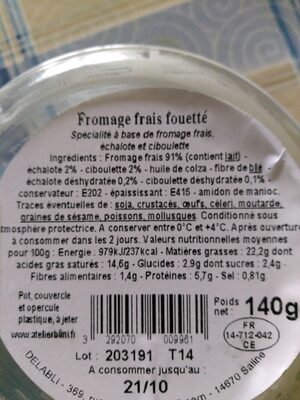 Fromage frais fouetté
Spécialité à base de fromage frais,
échalote et ciboulette
Ingrédients : Fromage frais 91% (contient lait) -
échalote 2% - ciboulette 2% - huile de colza - fibre de blé -
échalote déshydratée 0,2% - ciboulette déshydratée 0,1% -
conservateur : E202 - épaississant : E415 - amidon de manioc.
Traces éventuelles de : soja, crustacés, œufs, céleri, moutarde,
graines de sésame, poissons, mollusques. Conditionné sous
atmosphère protectrice. A conserver entre 0°C et +4°C. Après ouverture
à consommer dans les 2 jours. Valeurs nutritionnelles moyennes
pour 100g : Energie : 979kJ/237kcal - Matières grasses : 22,2g dont
acides gras saturés : 14,6g - Glucides : 2,9g dont sucres : 2,4g -
Fibres alimentaires : 1,4g - Protéines : 5,7g - Sel : 0,81g
Pot, couvercle
et opercule
plastique, à jeter
www.atelierblini.fr
3 292070 009961
Poids
net :
140g
FR
14-712-042
CE
Lot : 203191 T14
A consommer jusqu'au :
21/10
DELABLI - 369, 14670 Saline